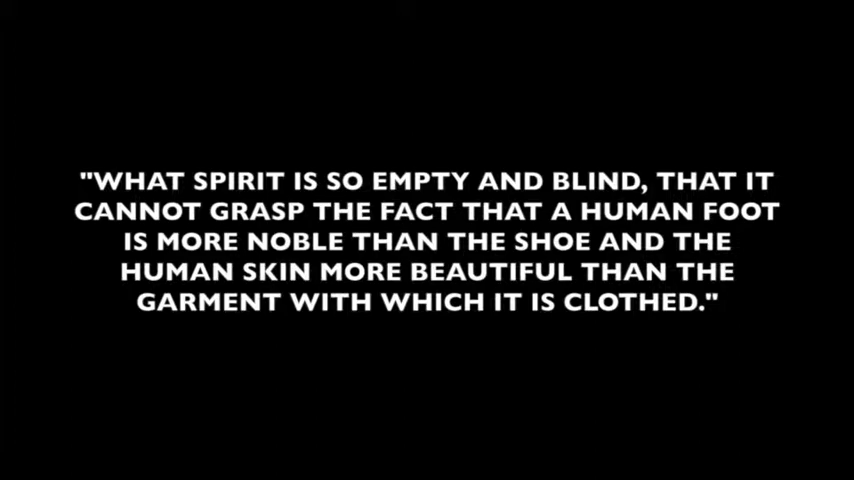 "WHAT SPIRIT IS SO EMPTY AND BLIND, THAT IT
CANNOT GRASP THE FACT THAT A HUMAN FOOT
IS MORE NOBLE THAN THE SHOE AND THE
HUMAN SKIN MORE BEAUTIFUL THAN THE
GARMENT WITH WHICH IT IS CLOTHED."